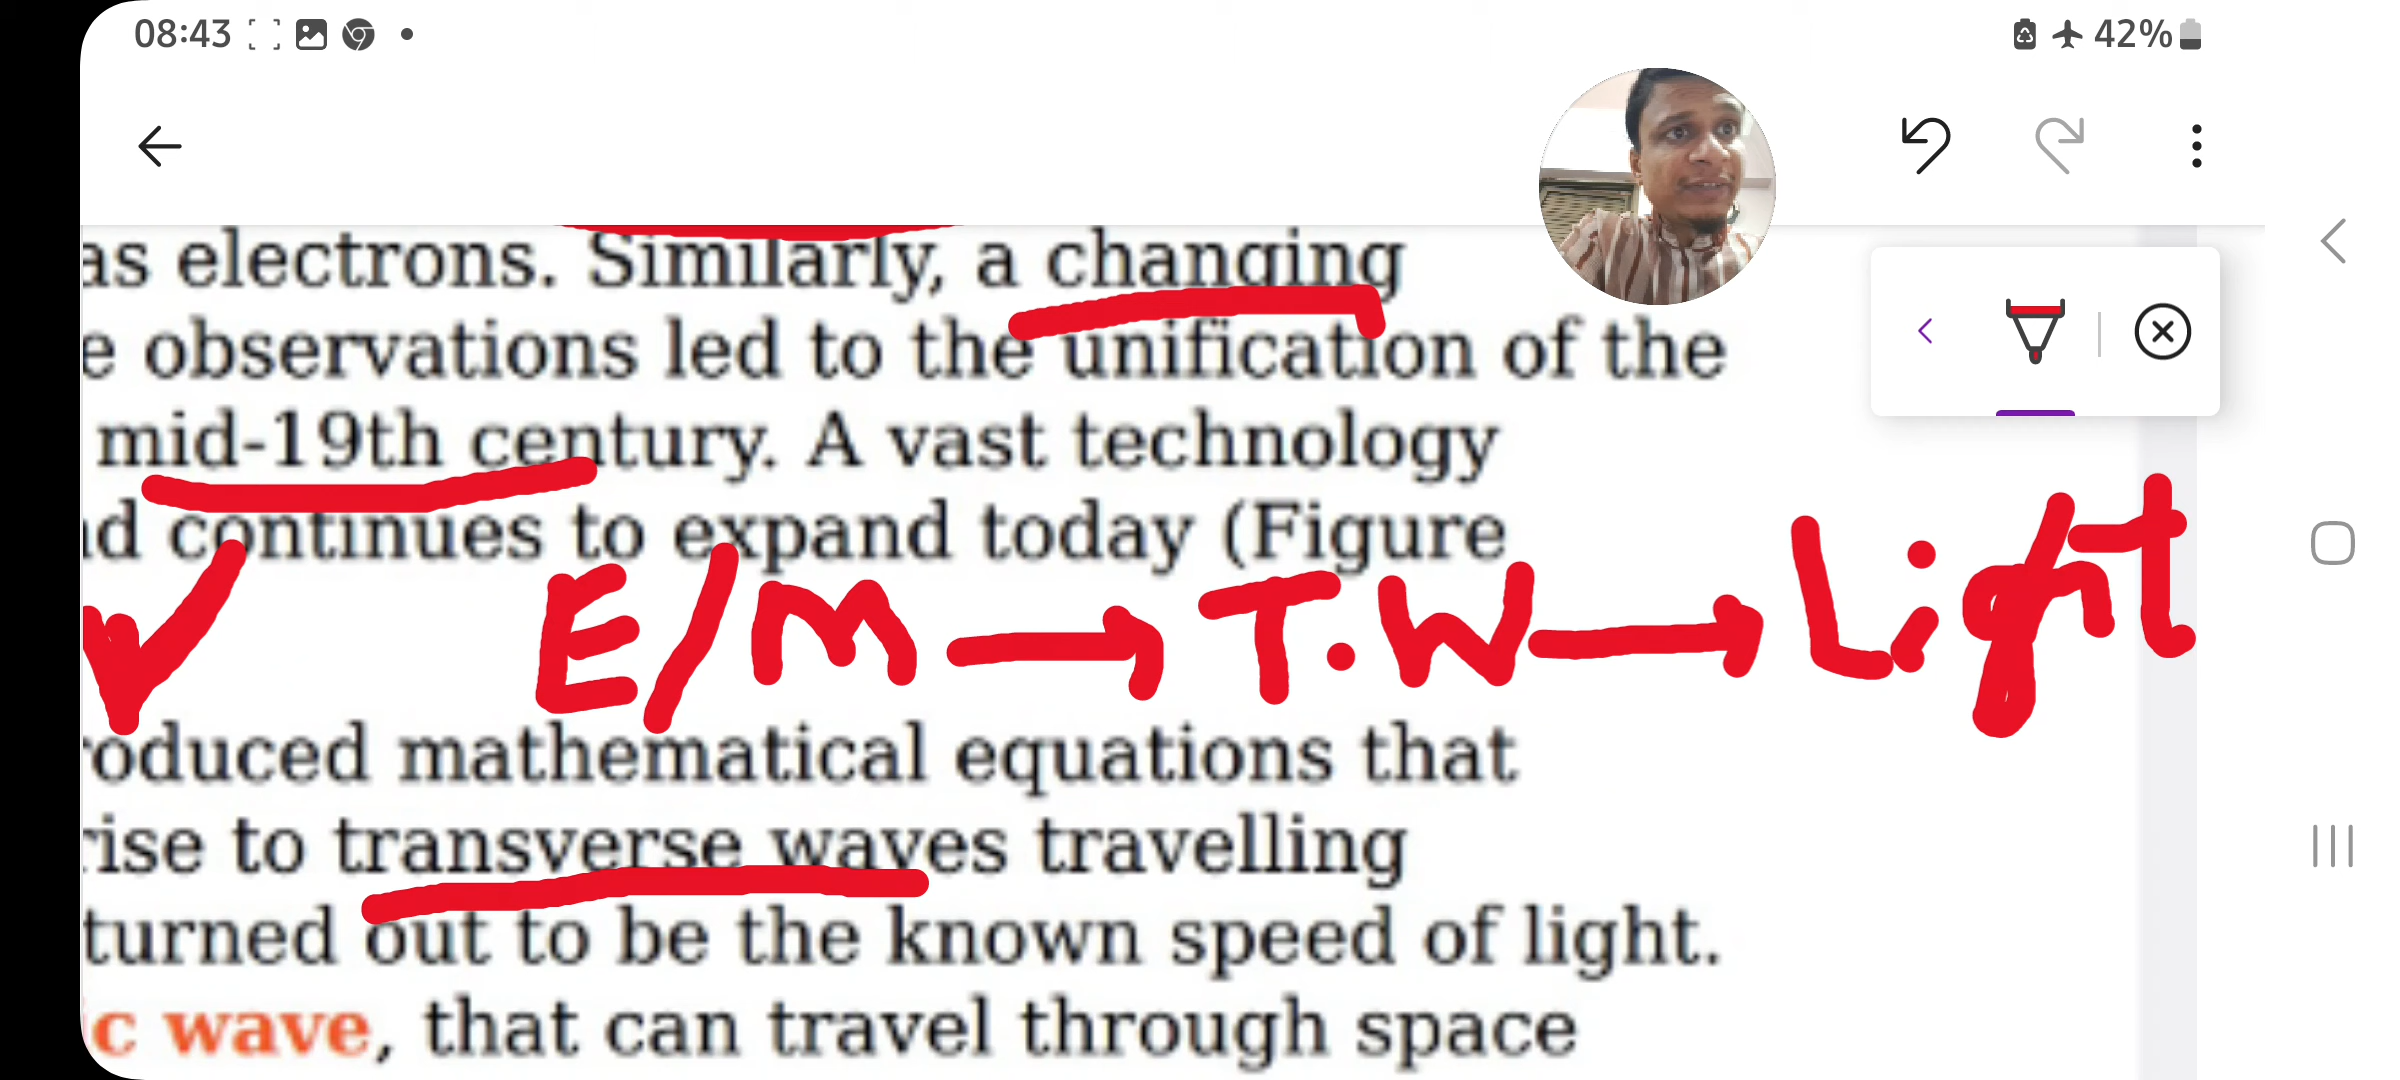 08:43
42%
as electrons. Similarly, a changing
e observations led to the unification of the
mid-19th century. A vast technology
d continues to expand today (Figure
E/M → T.W → Light
oduced mathematical equations that
rise to transverse waves travelling
turned out to be the known speed of light.
c wave, that can travel through space